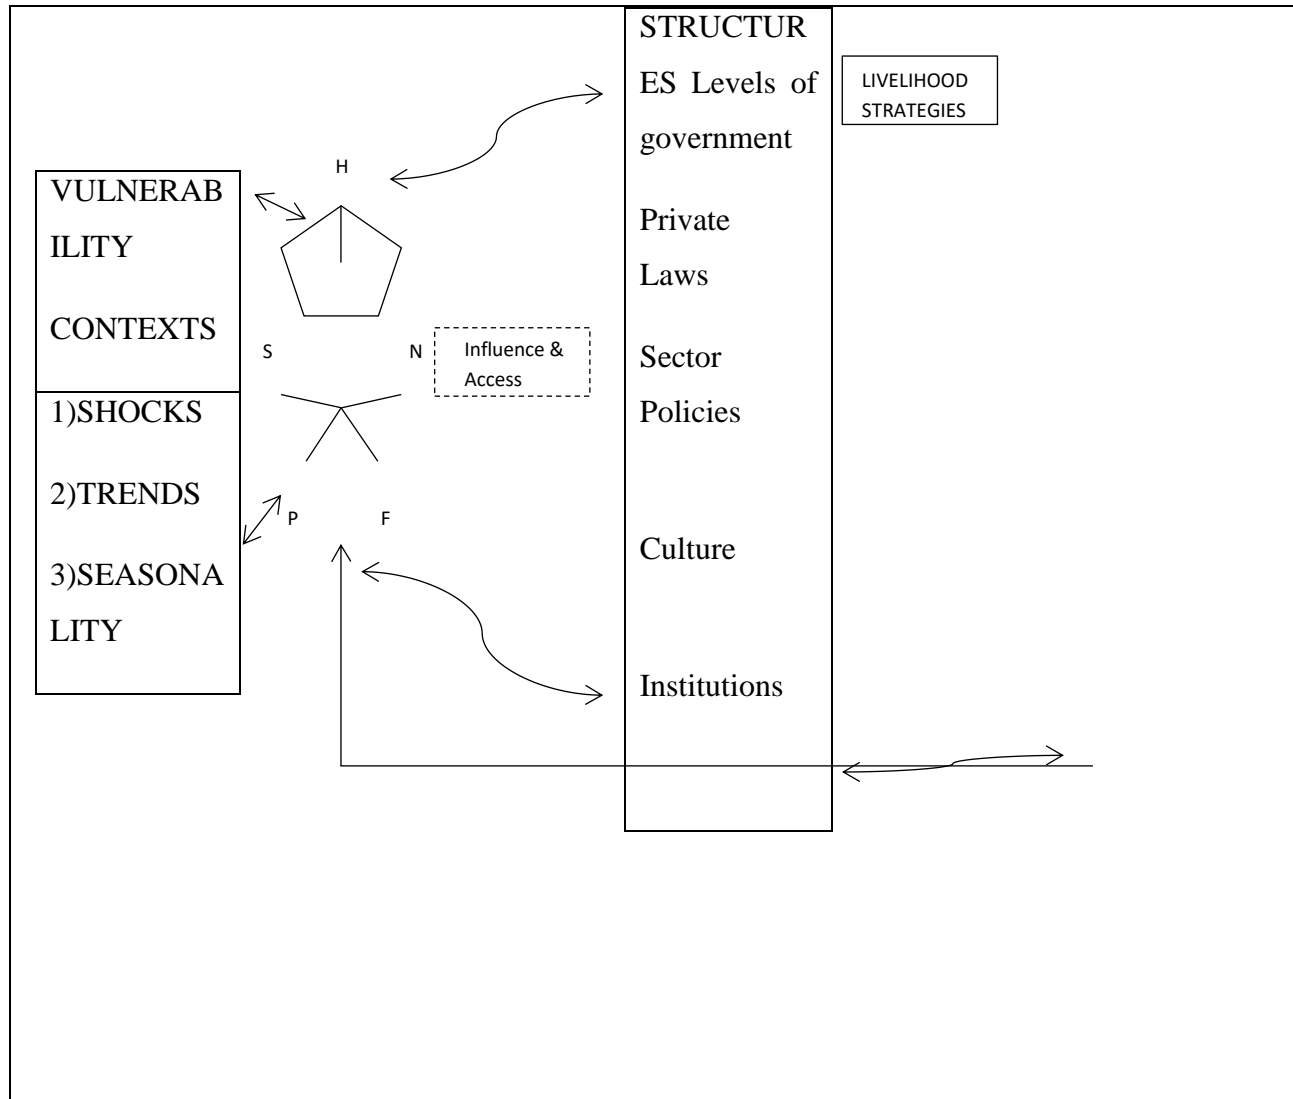 VULNERAB
ILITY
CONTEXTS
1)SHOCKS
2)TRENDS
3)SEASONA
LITY
H
S
N
P
F
Influence &
Access
STRUCTUR
ES Levels of
government
Private
Laws
Sector
Policies
Culture
Institutions
LIVELIHOOD
STRATEGIES